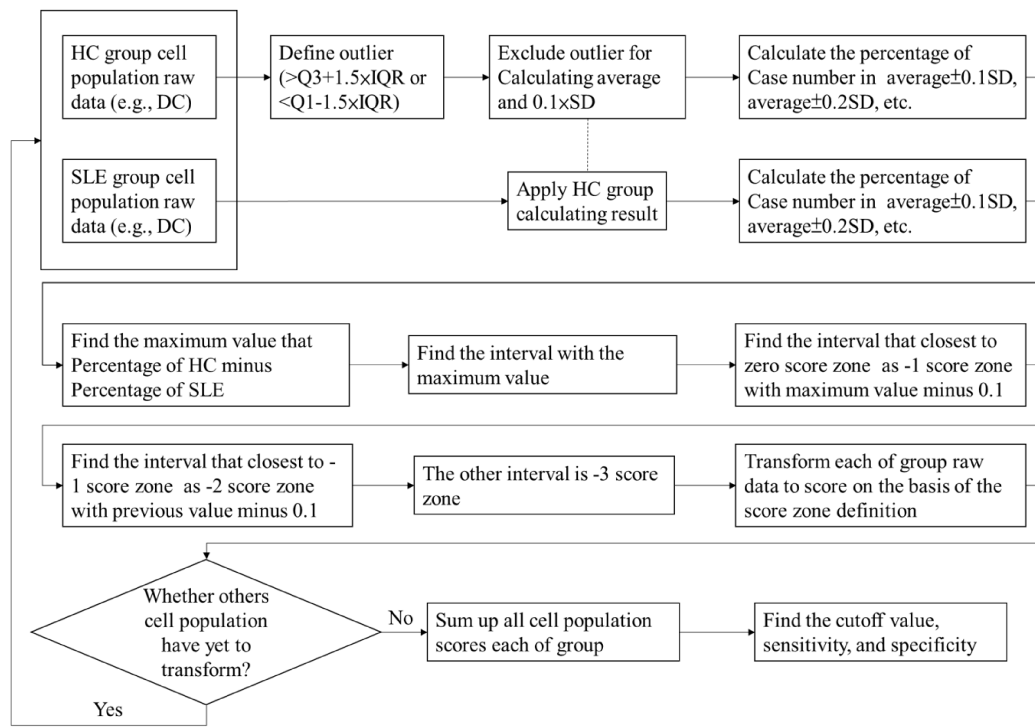 HC group cell
population raw
data (e.g., DC)
Define outlier
(>Q3+1.5×IQR or
<Q1-1.5×IQR)
Exclude outlier for
Calculating average
and 0.1×SD
Calculate the percentage of
Case number in average±0.1SD,
average±0.2SD, etc.
SLE group cell
population raw
data (e.g., DC)
Apply HC group
calculating result
Calculate the percentage of
Case number in average±0.1SD,
average±0.2SD, etc.
Find the maximum value that
Percentage of HC minus
Percentage of SLE
Find the interval with the
maximum value
Find the interval that closest to
zero score zone as -1 score zone
with maximum value minus 0.1
Find the interval that closest to -
1 score zone as -2 score zone
with previous value minus 0.1
The other interval is -3 score
zone
Transform each of group raw
data to score on the basis of the
score zone definition
Whether others
cell population
have yet to
transform?
No
Sum up all cell population
scores each of group
Find the cutoff value,
sensitivity, and specificity
Yes